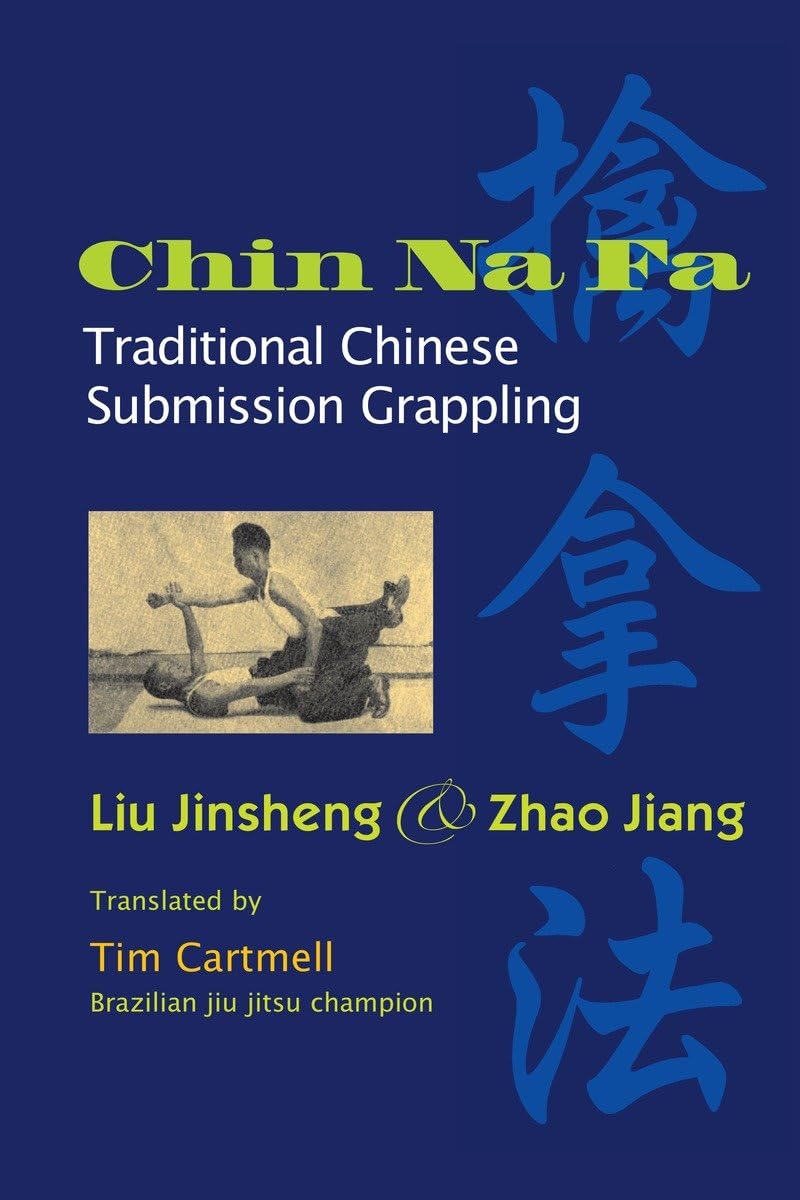 擒
Chin Na Fa
Traditional Chinese
Submission Grappling
拿
Liu Jinsheng & Zhao Jiang
法
Translated by
Tim Cartmell
Brazilian jiu jitsu champion